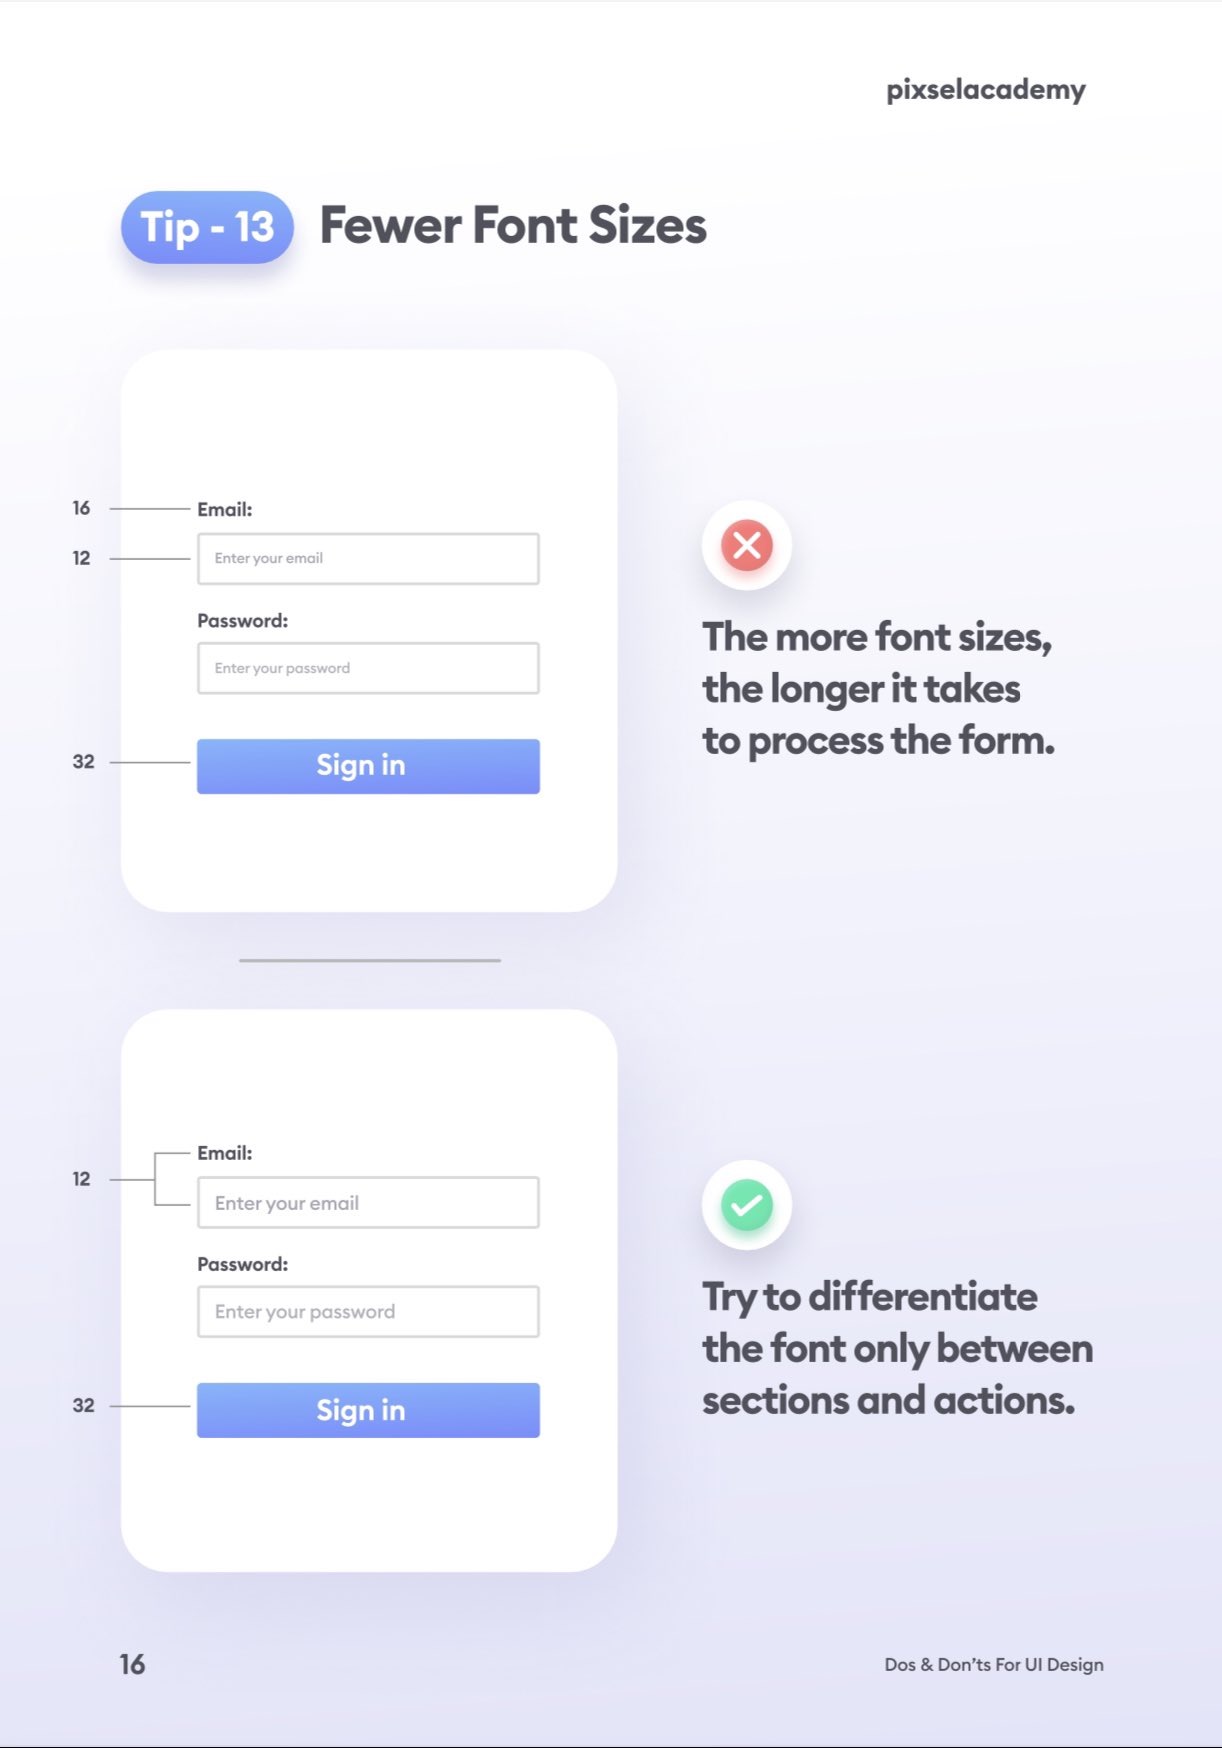 pixselacademy
Tip - 13
Fewer Font Sizes
16
Email:
12
Enter your email
Password:
Enter your password
32
Sign in
The more font sizes,
the longer it takes
to process the form.
Email:
12
Enter your email
Password:
Enter your password
32
Sign in
Try to differentiate
the font only between
sections and actions.
16
Dos & Don'ts For UI Design